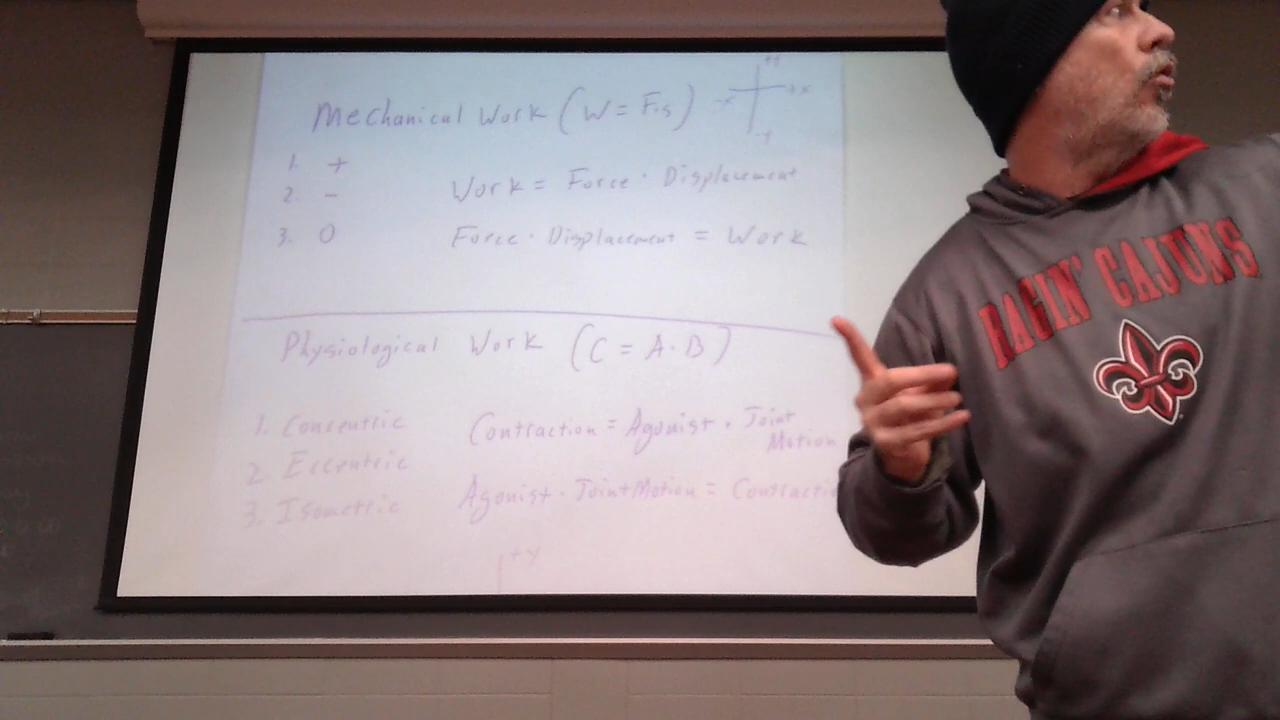 Mechanical Work (W = F·s)
+Y
-X
+X
-Y
1. +
2. -
3. 0
Work = Force · Displacement
Force · Displacement = Work
Physiological Work (C = A·B)
1. Concentric
2. Eccentric
3. Isometric
Contraction = Agonist · Joint
Motion
Agonist · Joint Motion = Contractio
+Y
RAGIN' CAJUNS